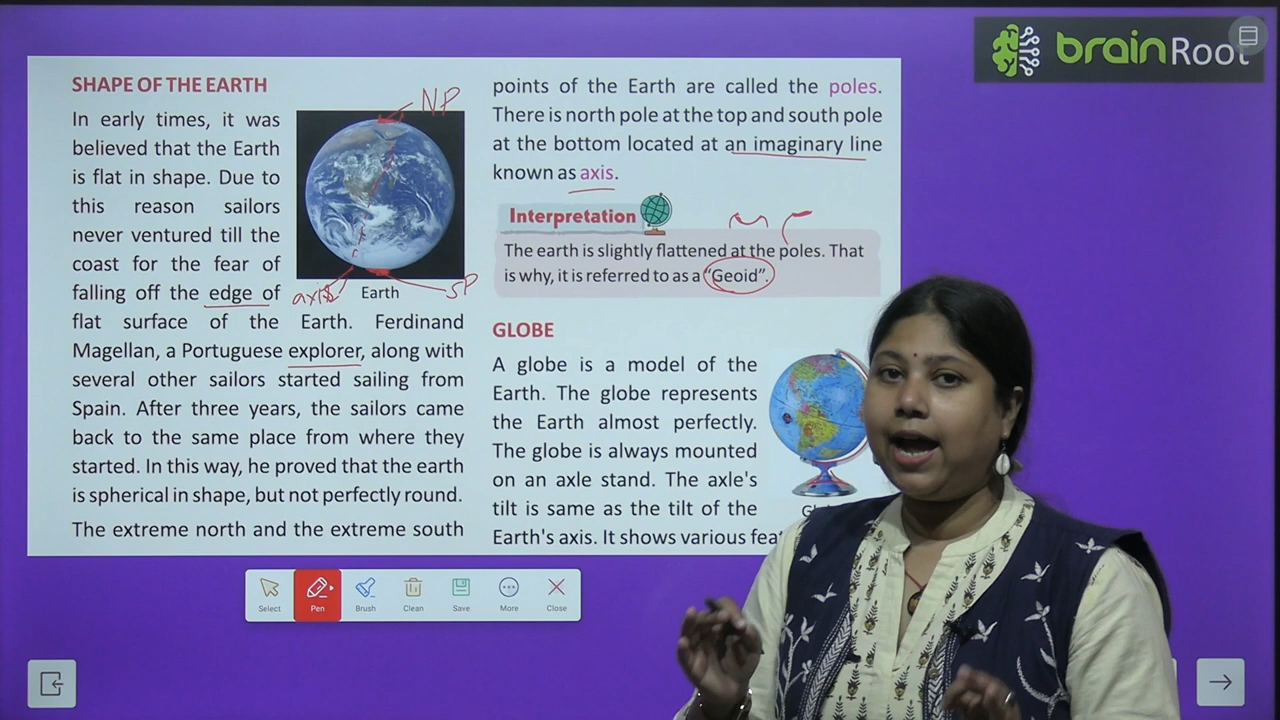 brainRoot
SHAPE OF THE EARTH
In early times, it was
believed that the Earth
is flat in shape. Due to
this reason sailors
never ventured till the
coast for the fear of
falling off the edge of
flat surface of the Earth. Ferdinand
Magellan, a Portuguese explorer, along with
several other sailors started sailing from
Spain. After three years, the sailors came
back to the same place from where they
started. In this way, he proved that the earth
is spherical in shape, but not perfectly round.
The extreme north and the extreme south
NP
axis
SP
Earth
points of the Earth are called the poles.
There is north pole at the top and south pole
at the bottom located at an imaginary line
known as axis.
Interpretation
The earth is slightly flattened at the poles. That
is why, it is referred to as a "Geoid".
GLOBE
A globe is a model of the
Earth. The globe represents
the Earth almost perfectly.
The globe is always mounted
on an axle stand. The axle's
tilt is same as the tilt of the
Earth's axis. It shows various
Select
Pen
Brush
Clean
Save
More
Close